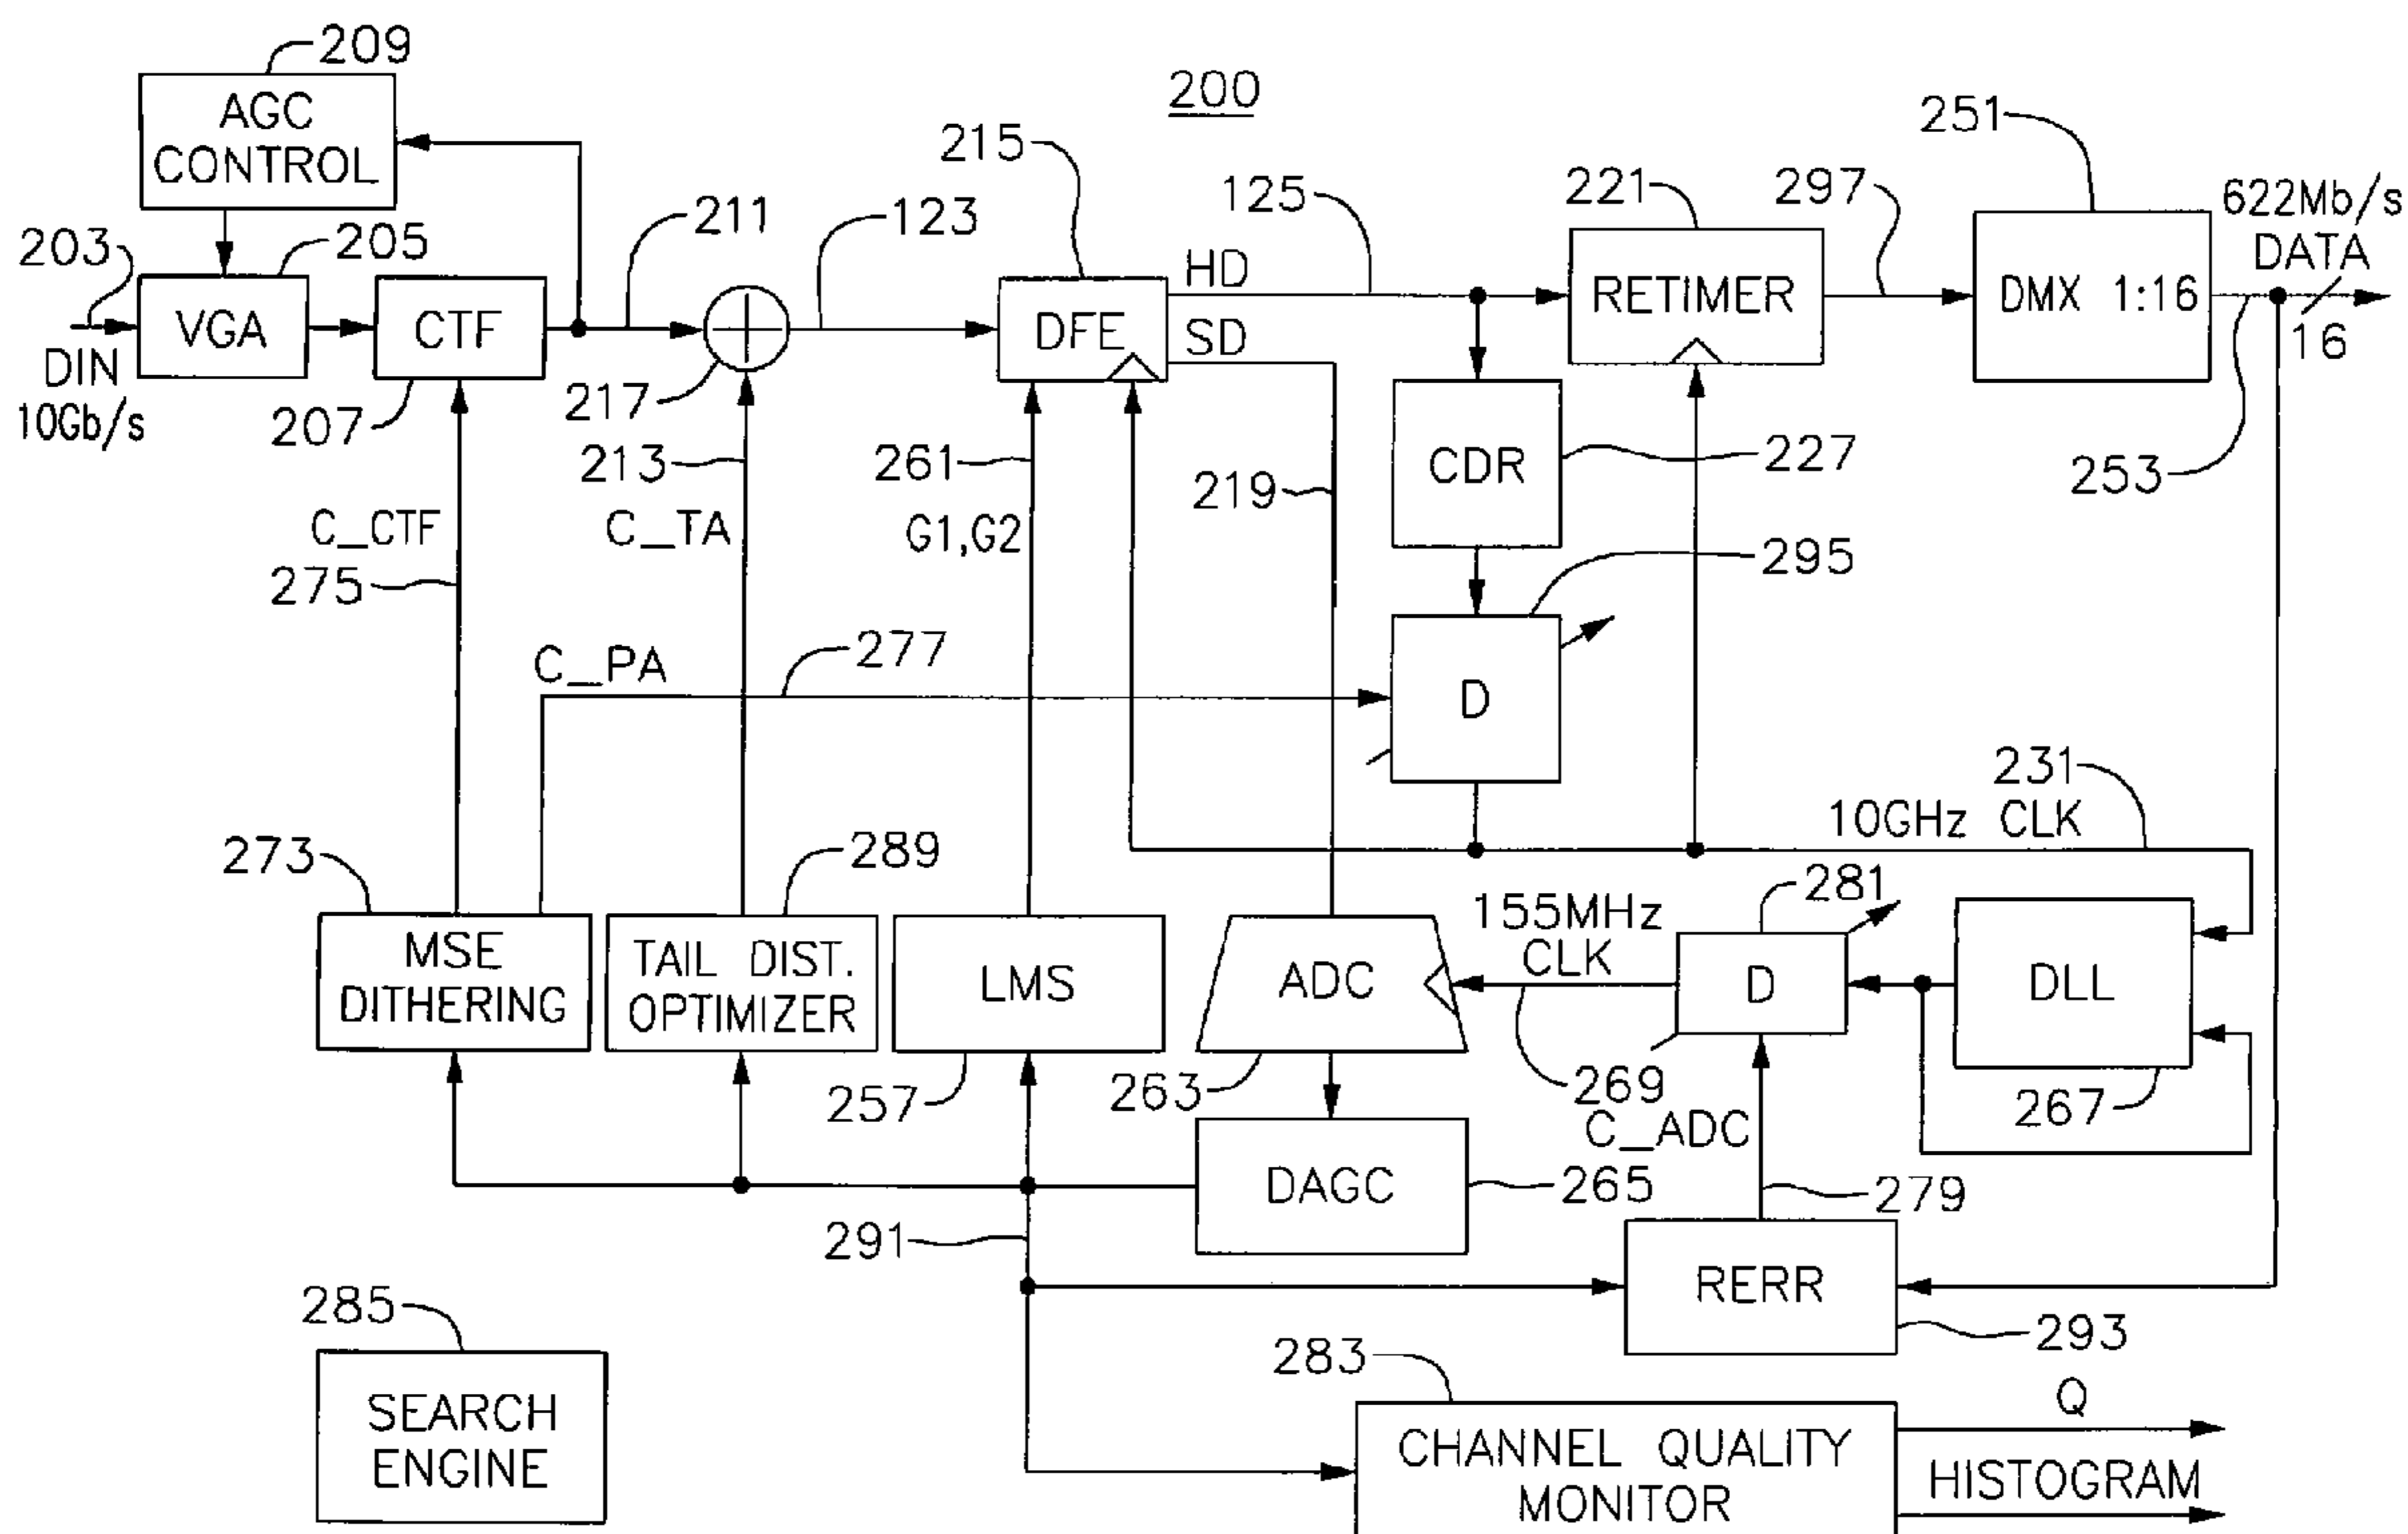 209
AGC
CONTROL
200
215
251
221
297
622Mb/s
DATA
16
203
205
211
123
125
HD
SD
VGA
CTF
DFE
RETIMER
DMX 1:16
DIN
10Gb/s
207
217
213
261
219
CDR
227
253
C_CTF
275
C_TA
G1,G2
295
C_PA
277
D
231
10GHz CLK
273
289
281
155MHz
CLK
MSE
DITHERING
TAIL DIST.
OPTIMIZER
LMS
ADC
D
DLL
257
263
269
C_ADC
267
DAGC
265
279
291
RERR
293
285
SEARCH
ENGINE
283
CHANNEL QUALITY
MONITOR
Q
HISTOGRAM